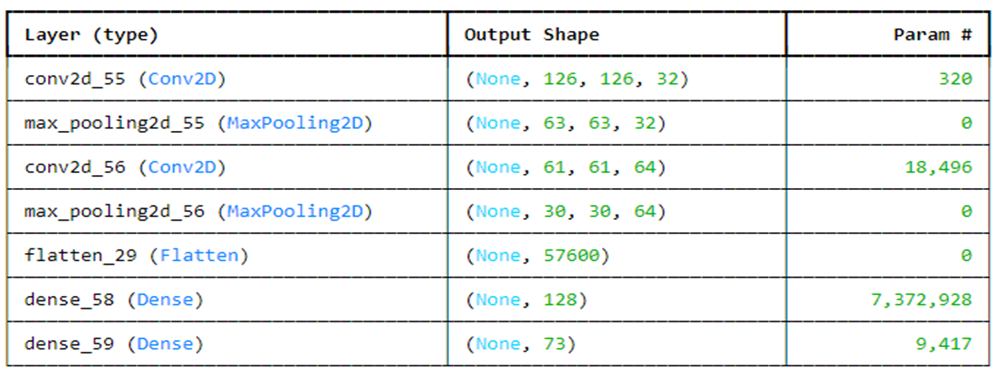 Layer (type) Output Shape Param #
conv2d_55 (Conv2D) (None, 126, 126, 32) 320
max_pooling2d_55 (MaxPooling2D) (None, 63, 63, 32) 0
conv2d_56 (Conv2D) (None, 61, 61, 64) 18,496
max_pooling2d_56 (MaxPooling2D) (None, 30, 30, 64) 0
flatten_29 (Flatten) (None, 57600) 0
dense_58 (Dense) (None, 128) 7,372,928
dense_59 (Dense) (None, 73) 9,417